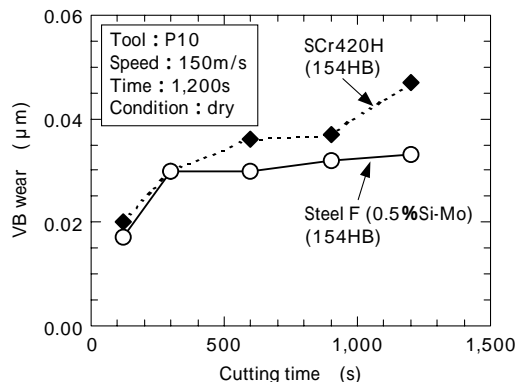 0.06
Tool : P10
Speed : 150m/s
Time : 1,200s
Condition : dry
SCr420H
(154HB)
0.04
VB wear (μm)
0.02
Steel F (0.5%Si-Mo)
(154HB)
0.00
0 500 1,000 1,500
Cutting time (s)